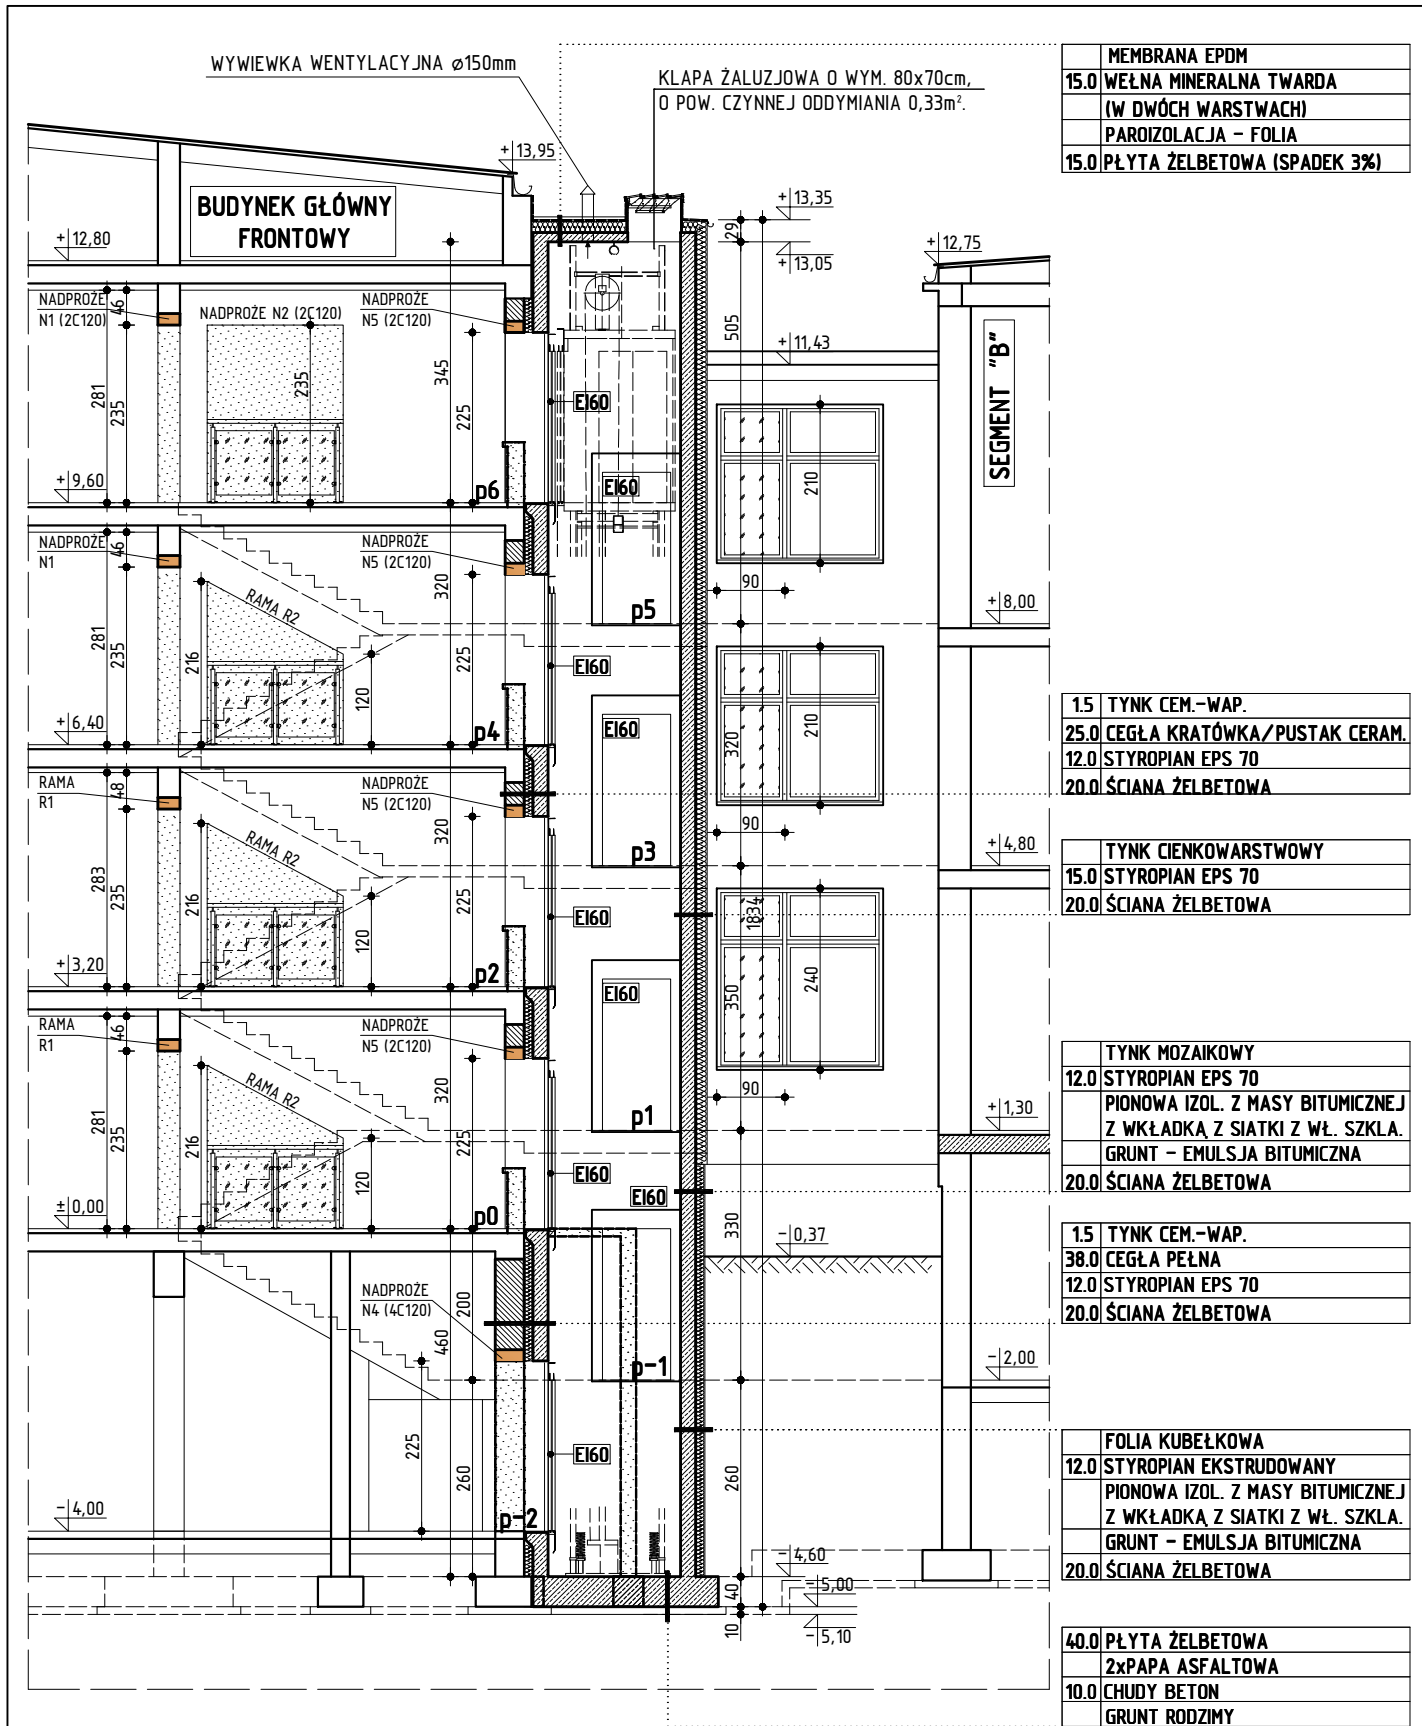 WYWIEWKA WENTYLACYJNA ø150mm
KLAPA ŻALUZJOWA O WYM. 80x70cm,
O POW. CZYNNEJ ODDYMIANIA 0,33m².
MEMBRANA EPDM
15.0 WEŁNA MINERALNA TWARDA
(W DWÓCH WARSTWACH)
PAROIZOLACJA - FOLIA
15.0 PŁYTA ŻELBETOWA (SPADEK 3%)
+13,95
BUDYNEK GŁÓWNY
FRONTOWY
+12,80
+13,35
29
+13,05
+12,75
NADPROŻE
N1 (2C120)
46
NADPROŻE N2 (2C120)
NADPROŻE
N5 (2C120)
505
+11,43
SEGMENT "B"
281
235
235
345
225
EI60
210
+9,60
p6
EI60
90
NADPROŻE
N1
46
NADPROŻE
N5 (2C120)
320
RAMA R2
p5
+8,00
281
235
216
120
225
EI60
210
320
+6,40
p4
EI60
1.5 TYNK CEM.-WAP.
25.0 CEGŁA KRATÓWKA/PUSTAK CERAM.
12.0 STYROPIAN EPS 70
20.0 ŚCIANA ŻELBETOWA
RAMA
R1
48
NADPROŻE
N5 (2C120)
320
90
RAMA R2
p3
+4,80
TYNK CIENKOWARSTWOWY
15.0 STYROPIAN EPS 70
20.0 ŚCIANA ŻELBETOWA
283
235
216
120
225
EI60
1834
+3,20
p2
EI60
350
240
RAMA
R1
46
NADPROŻE
N5 (2C120)
320
90
RAMA R2
p1
+1,30
TYNK MOZAIKOWY
12.0 STYROPIAN EPS 70
PIONOWA IZOL. Z MASY BITUMICZNEJ
Z WKŁADKĄ Z SIATKI Z WŁ. SZKLA.
GRUNT - EMULSJA BITUMICZNA
20.0 ŚCIANA ŻELBETOWA
281
235
216
120
225
EI60
EI60
±0,00
p0
330
-0,37
1.5 TYNK CEM.-WAP.
38.0 CEGŁA PEŁNA
12.0 STYROPIAN EPS 70
20.0 ŚCIANA ŻELBETOWA
NADPROŻE
N4 (4C120)
200
460
p-1
-2,00
225
260
EI60
260
FOLIA KUBEŁKOWA
12.0 STYROPIAN EKSTRUDOWANY
PIONOWA IZOL. Z MASY BITUMICZNEJ
Z WKŁADKĄ Z SIATKI Z WŁ. SZKLA.
GRUNT - EMULSJA BITUMICZNA
20.0 ŚCIANA ŻELBETOWA
-4,00
p-2
-4,60
40
-5,00
10
-5,10
40.0 PŁYTA ŻELBETOWA
2xPAPA ASFALTOWA
10.0 CHUDY BETON
GRUNT RODZIMY